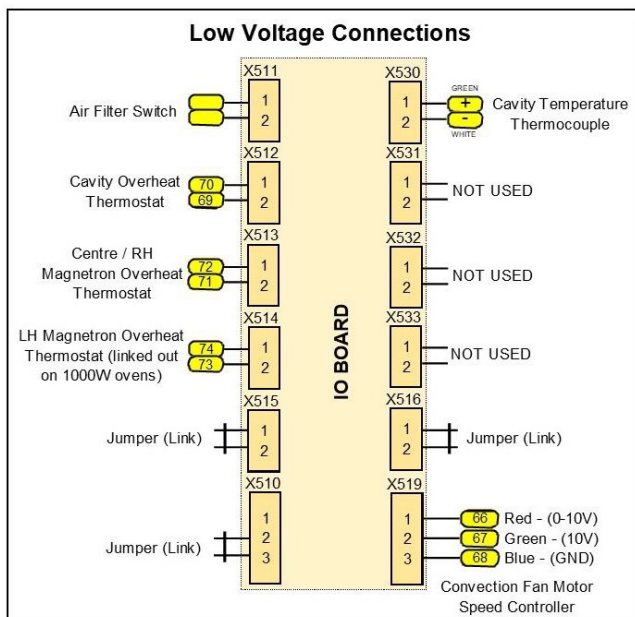 Low Voltage Connections
X511
1
2
Air Filter Switch
X512
1
2
70
69
Cavity Overheat
Thermostat
X513
1
2
72
71
Centre / RH
Magnetron Overheat
Thermostat
X514
1
2
74
73
LH Magnetron Overheat
Thermostat (linked out
on 1000W ovens)
X515
1
2
Jumper (Link)
X510
1
2
3
Jumper (Link)
IO BOARD
X530
1
2
GREEN
+
-
WHITE
Cavity Temperature
Thermocouple
X531
1
2
NOT USED
X532
1
2
NOT USED
X533
1
2
NOT USED
X516
1
2
Jumper (Link)
X519
1
2
3
66 Red - (0-10V)
67 Green - (10V)
68 Blue - (GND)
Convection Fan Motor
Speed Controller